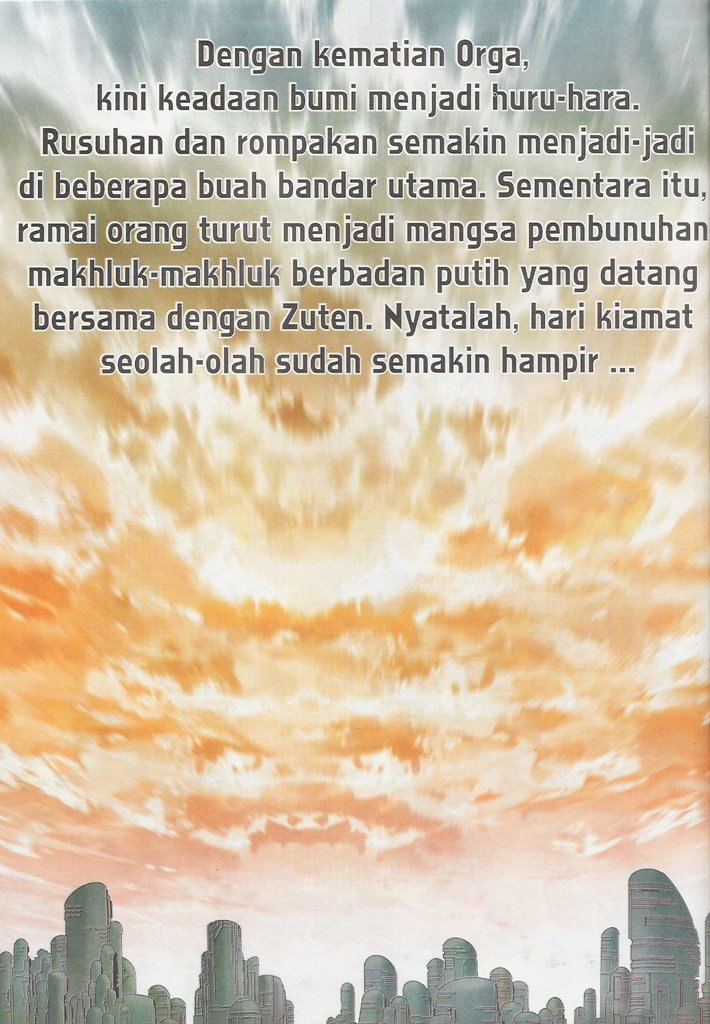 Dengan kematian Orga,
kini keadaan bumi menjadi huru-hara.
Rusuhan dan rompakan semakin menjadi-jadi
di beberapa buah bandar utama. Sementara itu,
ramai orang turut menjadi mangsa pembunuhan
makhluk-makhluk berbadan putih yang datang
bersama dengan Zuten. Nyatalah, hari kiamat
seolah-olah sudah semakin hampir ...